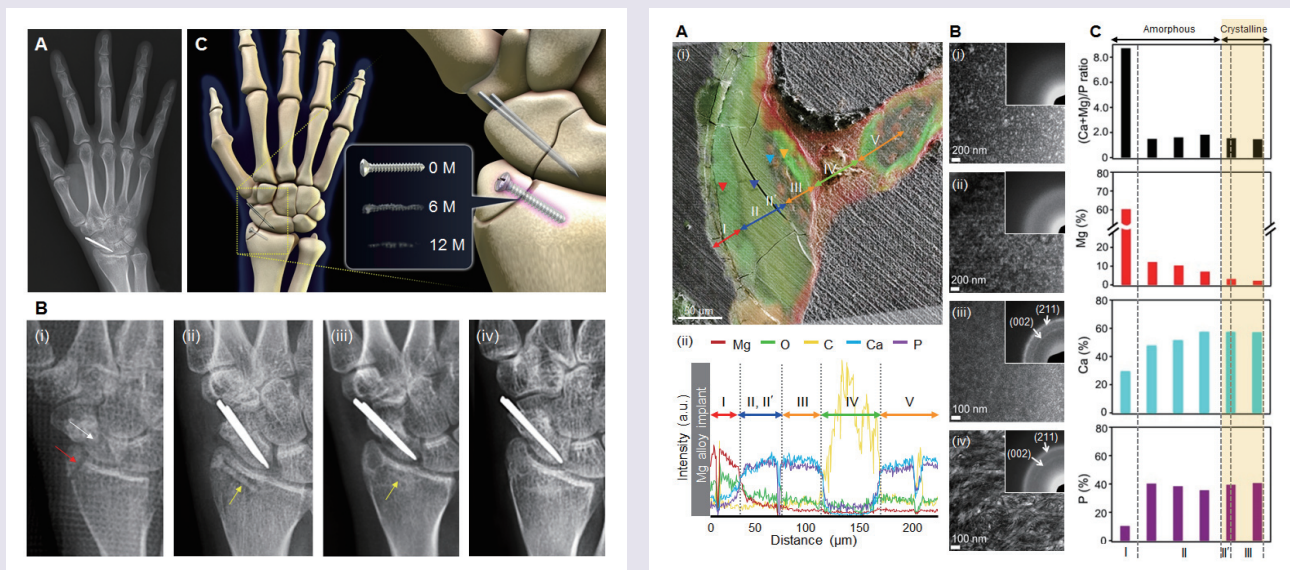 A
C
0 M
6 M
12 M
B
(i)
(ii)
(iii)
(iv)
A
(i)
I
II
II'
III
IV
V
50 µm
(ii)
Mg O C Ca P
Intensity (a.u.)
Mg alloy implant
I II, II' III IV V
0 50 100 150 200
Distance (µm)
B
(i)
200 nm
(ii)
200 nm
(iii)
(211)
(002)
100 nm
(iv)
(211)
(002)
100 nm
C
Amorphous Crystalline
(Ca+Mg)/P ratio
8.0
6.0
4.0
2.0
0
Mg (%)
80
60
20
10
0
Ca (%)
80
60
40
20
0
P (%)
80
60
40
20
0
I II II' III